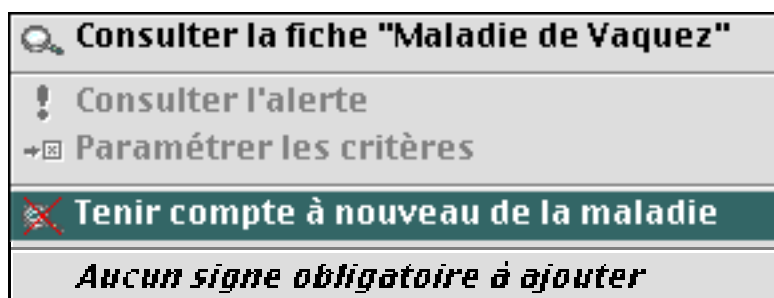 Consulter la fiche "Maladie de Vaquez"
Consulter l'alerte
Paramétrer les critères
Tenir compte à nouveau de la maladie
Aucun signe obligatoire à ajouter